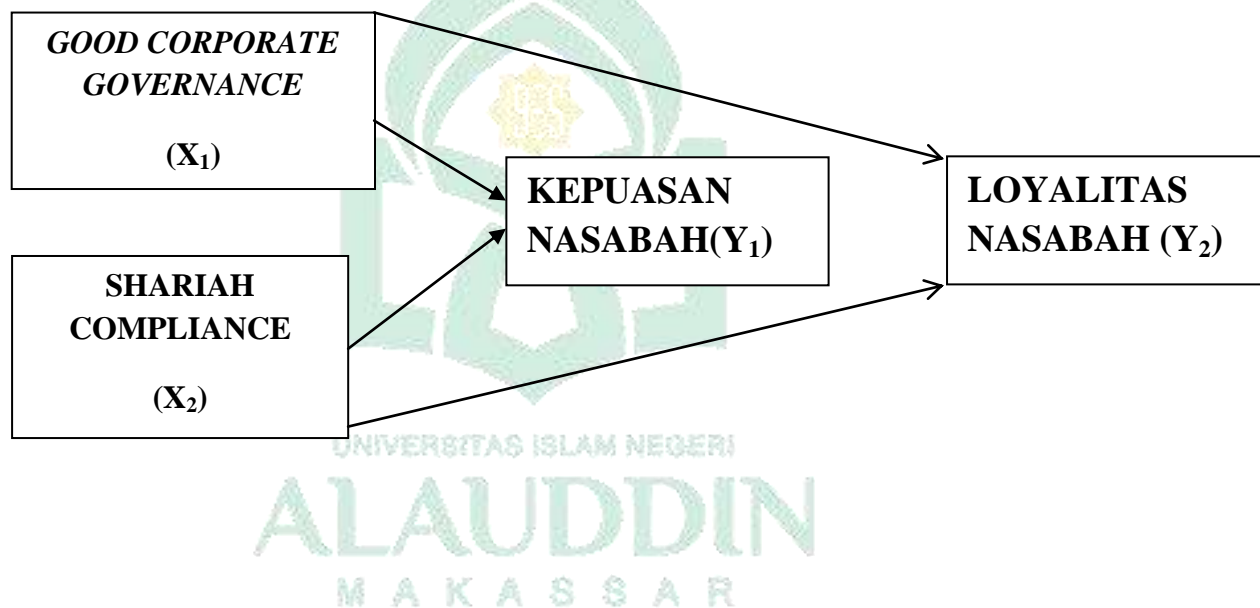 GOOD CORPORATE
GOVERNANCE
(X₁)
KEPUASAN
NASABAH(Y₁)
LOYALITAS
NASABAH (Y₂)
SHARIAH
COMPLIANCE
(X₂)
UNIVERSITAS ISLAM NEGERI
ALAUDDIN
MAKASSAR